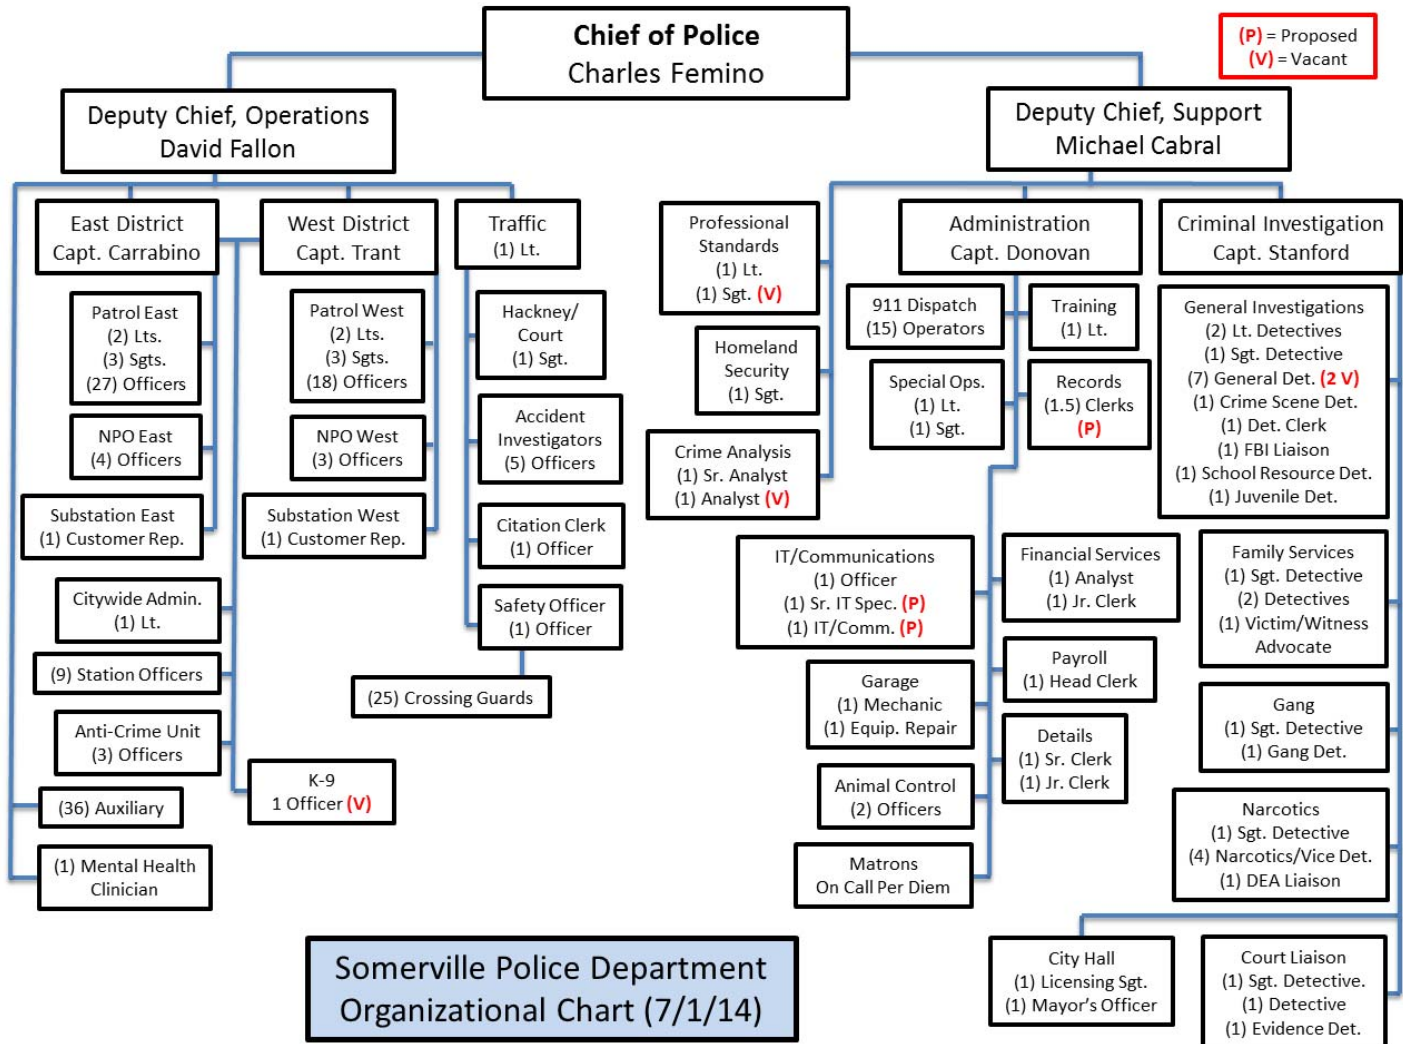 Chief of Police
Charles Femino
(P) = Proposed
(V) = Vacant
Deputy Chief, Operations
David Fallon
Deputy Chief, Support
Michael Cabral
East District
Capt. Carrabino
West District
Capt. Trant
Traffic
(1) Lt.
Patrol East
(2) Lts.
(3) Sgts.
(27) Officers
NPO East
(4) Officers
Substation East
(1) Customer Rep.
Patrol West
(2) Lts.
(3) Sgts.
(18) Officers
NPO West
(3) Officers
Substation West
(1) Customer Rep.
Hackney/
Court
(1) Sgt.
Accident
Investigators
(5) Officers
Citation Clerk
(1) Officer
Safety Officer
(1) Officer
(25) Crossing Guards
Citywide Admin.
(1) Lt.
(9) Station Officers
Anti-Crime Unit
(3) Officers
K-9
1 Officer (V)
(36) Auxiliary
(1) Mental Health
Clinician
Professional
Standards
(1) Lt.
(1) Sgt. (V)
Homeland
Security
(1) Sgt.
Crime Analysis
(1) Sr. Analyst
(1) Analyst (V)
Administration
Capt. Donovan
911 Dispatch
(15) Operators
Training
(1) Lt.
Special Ops.
(1) Lt.
(1) Sgt.
Records
(1.5) Clerks
(P)
IT/Communications
(1) Officer
(1) Sr. IT Spec. (P)
(1) IT/Comm. (P)
Financial Services
(1) Analyst
(1) Jr. Clerk
Garage
(1) Mechanic
(1) Equip. Repair
Payroll
(1) Head Clerk
Details
(1) Sr. Clerk
(1) Jr. Clerk
Animal Control
(2) Officers
Matrons
On Call Per Diem
Criminal Investigation
Capt. Stanford
General Investigations
(2) Lt. Detectives
(1) Sgt. Detective
(7) General Det. (2 V)
(1) Crime Scene Det.
(1) Det. Clerk
(1) FBI Liaison
(1) School Resource Det.
(1) Juvenile Det.
Family Services
(1) Sgt. Detective
(2) Detectives
(1) Victim/Witness
Advocate
Gang
(1) Sgt. Detective
(1) Gang Det.
Narcotics
(1) Sgt. Detective
(4) Narcotics/Vice Det.
(1) DEA Liaison
City Hall
(1) Licensing Sgt.
(1) Mayor's Officer
Court Liaison
(1) Sgt. Detective.
(1) Detective
(1) Evidence Det.
Somerville Police Department
Organizational Chart (7/1/14)